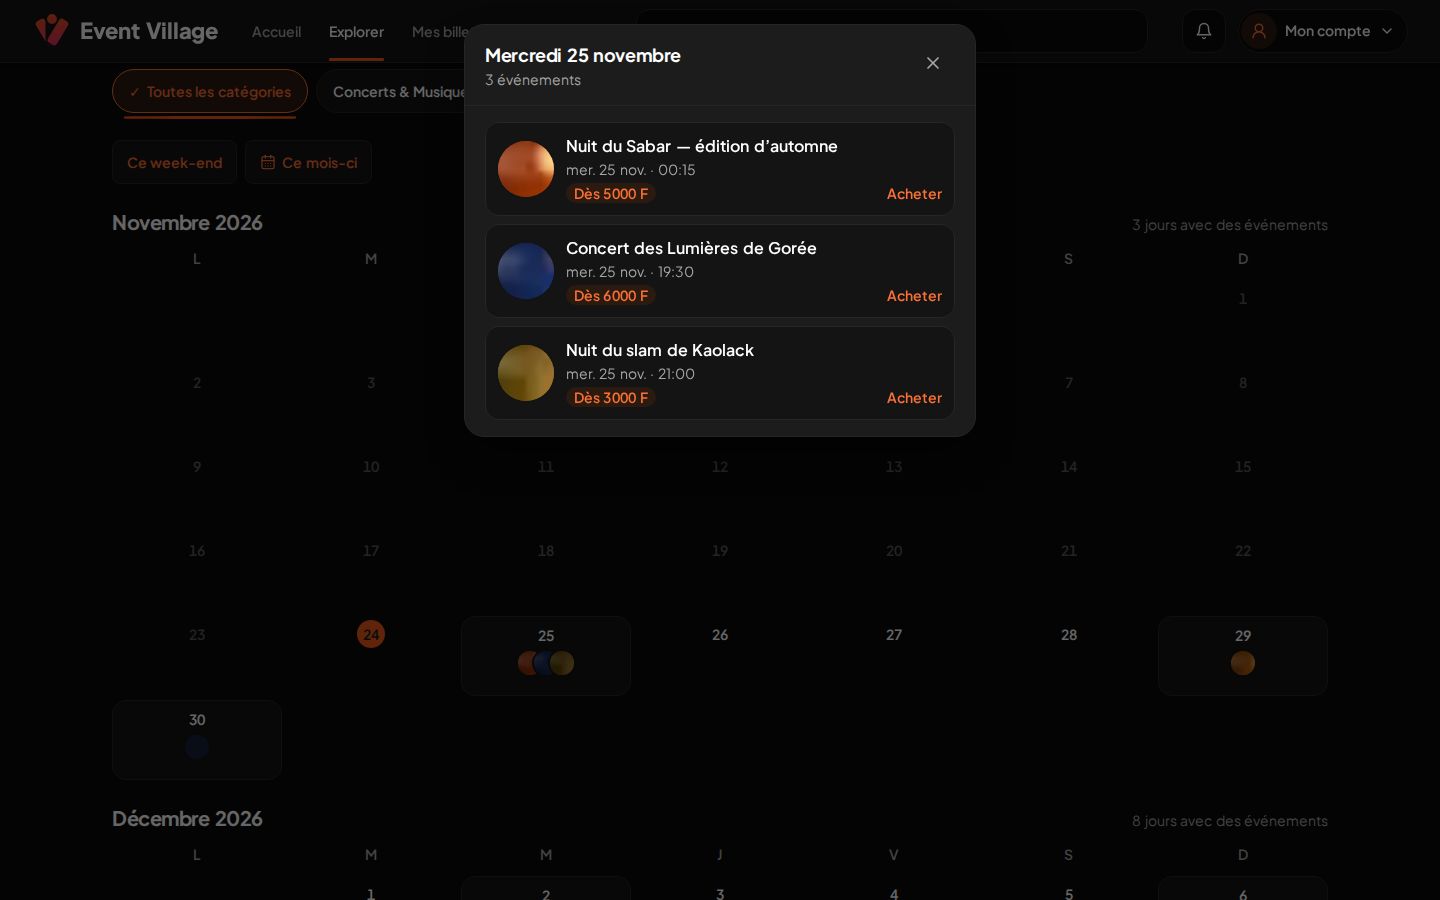 Event Village
Accueil
Explorer
Mes bille
Mon compte
✓ Toutes les catégories
Concerts & Musique
Ce week-end
Ce mois-ci
Mercredi 25 novembre
3 événements
Nuit du Sabar — édition d’automne
mer. 25 nov. · 00:15
Dès 5000 F
Acheter
Concert des Lumières de Gorée
mer. 25 nov. · 19:30
Dès 6000 F
Acheter
Nuit du slam de Kaolack
mer. 25 nov. · 21:00
Dès 3000 F
Acheter
Novembre 2026
3 jours avec des événements
L M S D
1
2 3 7 8
9 10 11 12 13 14 15
16 17 18 19 20 21 22
23 24 25 26 27 28 29
30
Décembre 2026
8 jours avec des événements
L M M J V S D
1 2 3 4 5 6